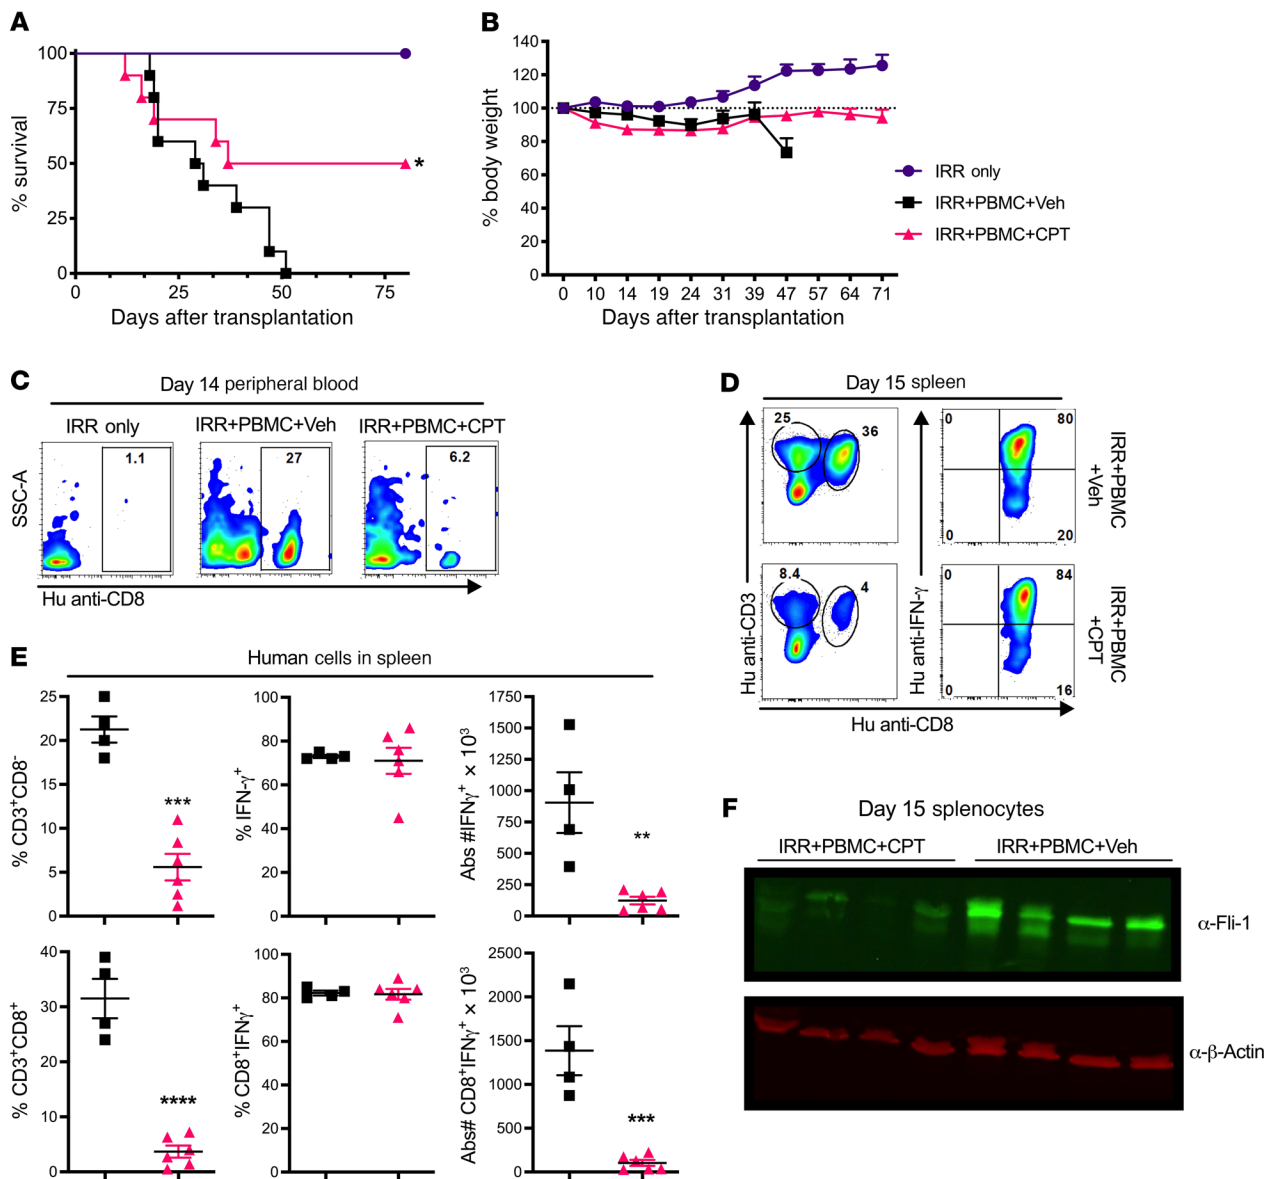 A
100
75
50
25
0
% survival
*
0 25 50 75
Days after transplantation
B
140
120
100
80
60
40
20
0
% body weight
0 10 14 19 24 31 39 47 57 64 71
Days after transplantation
IRR only
IRR+PBMC+Veh
IRR+PBMC+CPT
C
Day 14 peripheral blood
IRR only IRR+PBMC+Veh IRR+PBMC+CPT
1.1 27 6.2
SSC-A
Hu anti-CD8
D
Day 15 spleen
25 36
0 80
0 20
IRR+PBMC
+Veh
8.4 4
0 84
0 16
IRR+PBMC
+CPT
Hu anti-CD3
Hu anti-IFN-γ
Hu anti-CD8
E
Human cells in spleen
25
20
15
10
5
0
% CD3⁺CD8⁻
***
100
80
60
40
20
0
% IFN-γ⁺
1750
1500
1250
1000
750
500
250
0
Abs #IFNγ⁺ × 10³
**
40
30
20
10
0
% CD3⁺CD8⁺
****
100
80
60
40
20
0
% CD8⁺IFNγ⁺
2500
2000
1500
1000
500
0
Abs# CD8⁺IFNγ⁺ × 10³
***
F
Day 15 splenocytes
IRR+PBMC+CPT IRR+PBMC+Veh
α-Fli-1
α-β-Actin